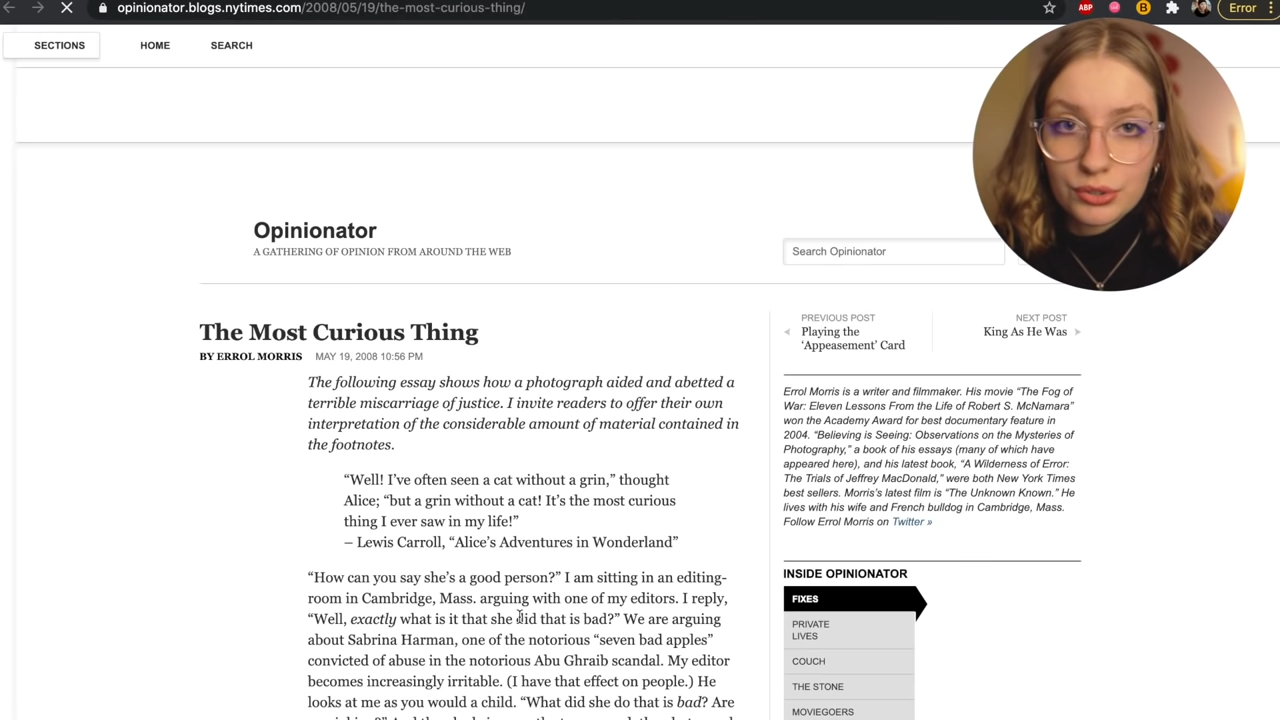 opinionator.blogs.nytimes.com/2008/05/19/the-most-curious-thing/
ABP
B
Error
SECTIONS
HOME
SEARCH
Opinionator
A GATHERING OF OPINION FROM AROUND THE WEB
Search Opinionator
The Most Curious Thing
BY ERROL MORRIS MAY 19, 2008 10:56 PM
The following essay shows how a photograph aided and abetted a
terrible miscarriage of justice. I invite readers to offer their own
interpretation of the considerable amount of material contained in
the footnotes.
“Well! I’ve often seen a cat without a grin,” thought
Alice; “but a grin without a cat! It’s the most curious
thing I ever saw in my life!”
– Lewis Carroll, “Alice’s Adventures in Wonderland”
“How can you say she’s a good person?” I am sitting in an editing-
room in Cambridge, Mass. arguing with one of my editors. I reply,
“Well, exactly what is it that she did that is bad?” We are arguing
about Sabrina Harman, one of the notorious “seven bad apples”
convicted of abuse in the notorious Abu Ghraib scandal. My editor
becomes increasingly irritable. (I have that effect on people.) He
looks at me as you would a child. “What did she do that is bad? Are
PREVIOUS POST
Playing the
‘Appeasement’ Card
NEXT POST
King As He Was
Errol Morris is a writer and filmmaker. His movie “The Fog of
War: Eleven Lessons From the Life of Robert S. McNamara”
won the Academy Award for best documentary feature in
2004. “Believing is Seeing: Observations on the Mysteries of
Photography,” a book of his essays (many of which have
appeared here), and his latest book, “A Wilderness of Error:
The Trials of Jeffrey MacDonald,” were both New York Times
best sellers. Morris’s latest film is “The Unknown Known.” He
lives with his wife and French bulldog in Cambridge, Mass.
Follow Errol Morris on Twitter »
INSIDE OPINIONATOR
FIXES
PRIVATE
LIVES
COUCH
THE STONE
MOVIEGOERS